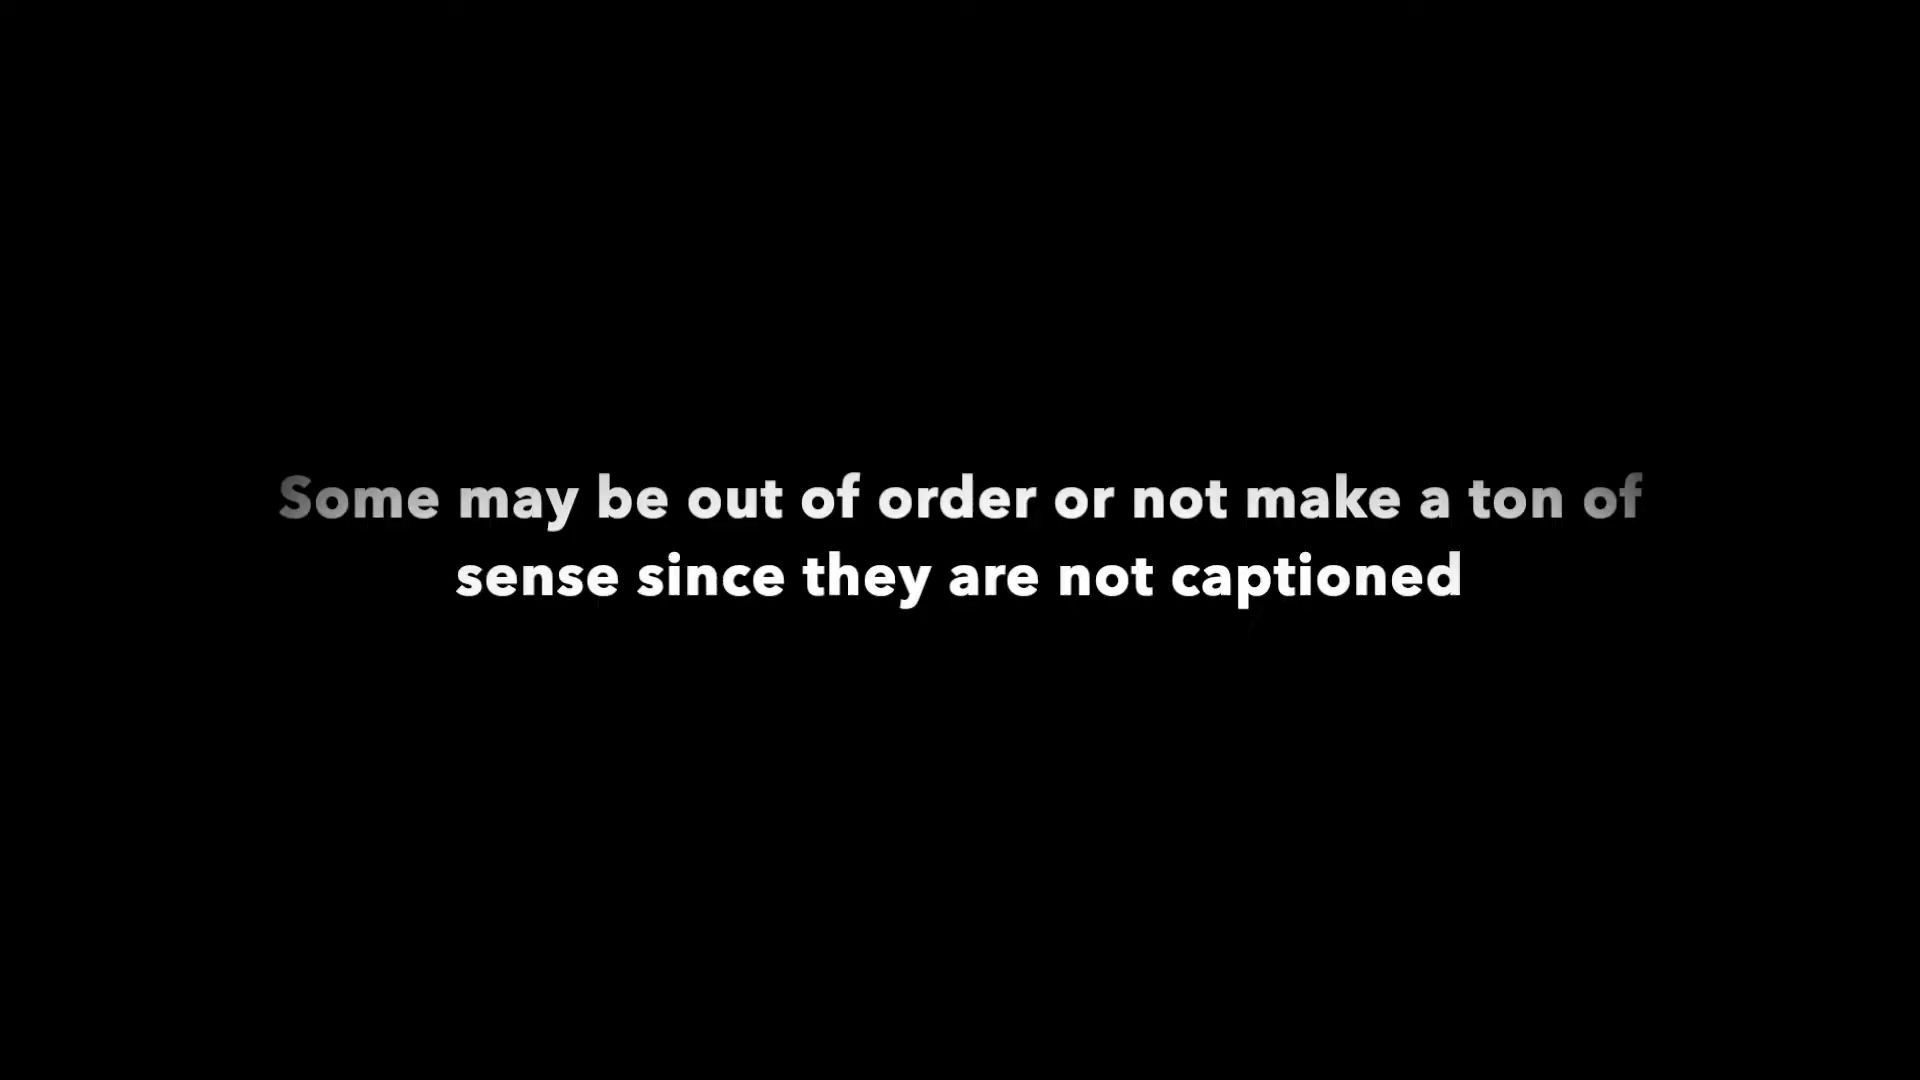 Some may be out of order or not make a ton of
sense since they are not captioned